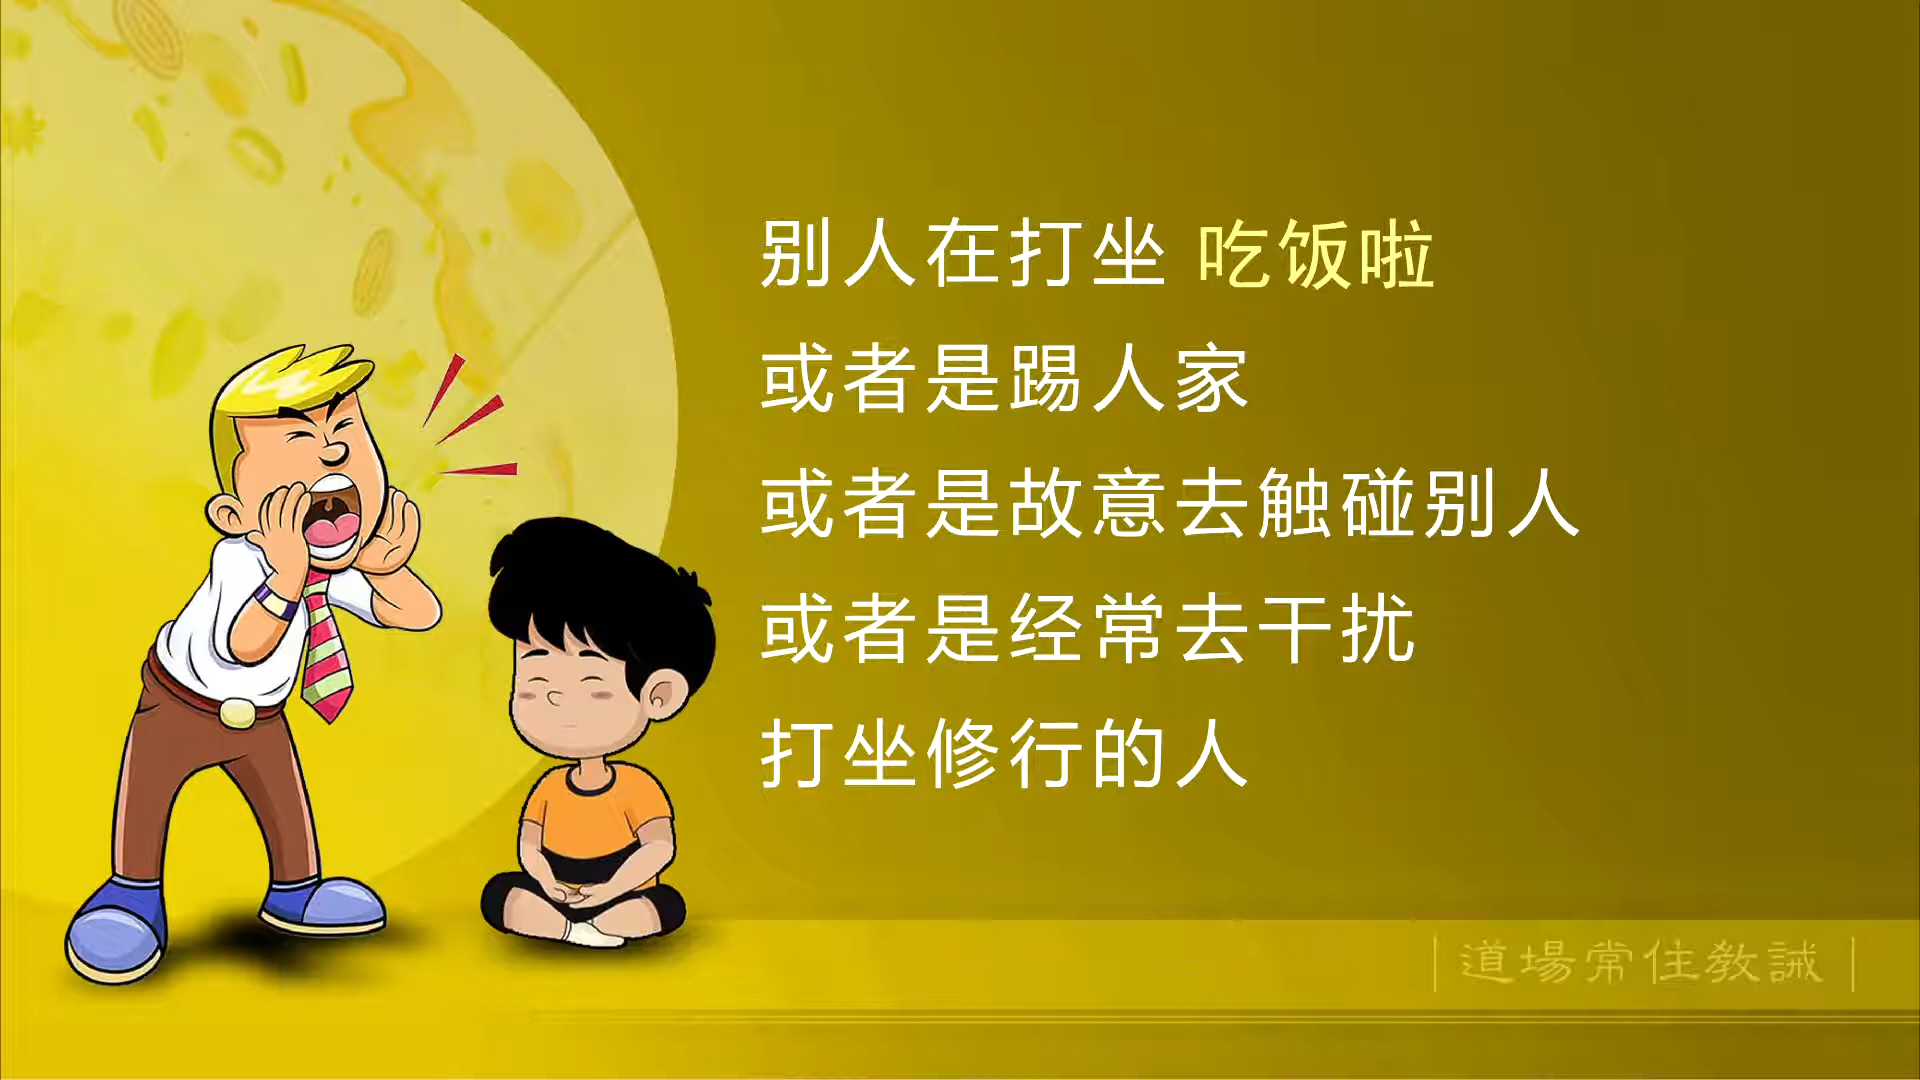 别人在打坐 吃饭啦
或者是踢人家
或者是故意去触碰别人
或者是经常去干扰
打坐修行的人
道場常住教誡